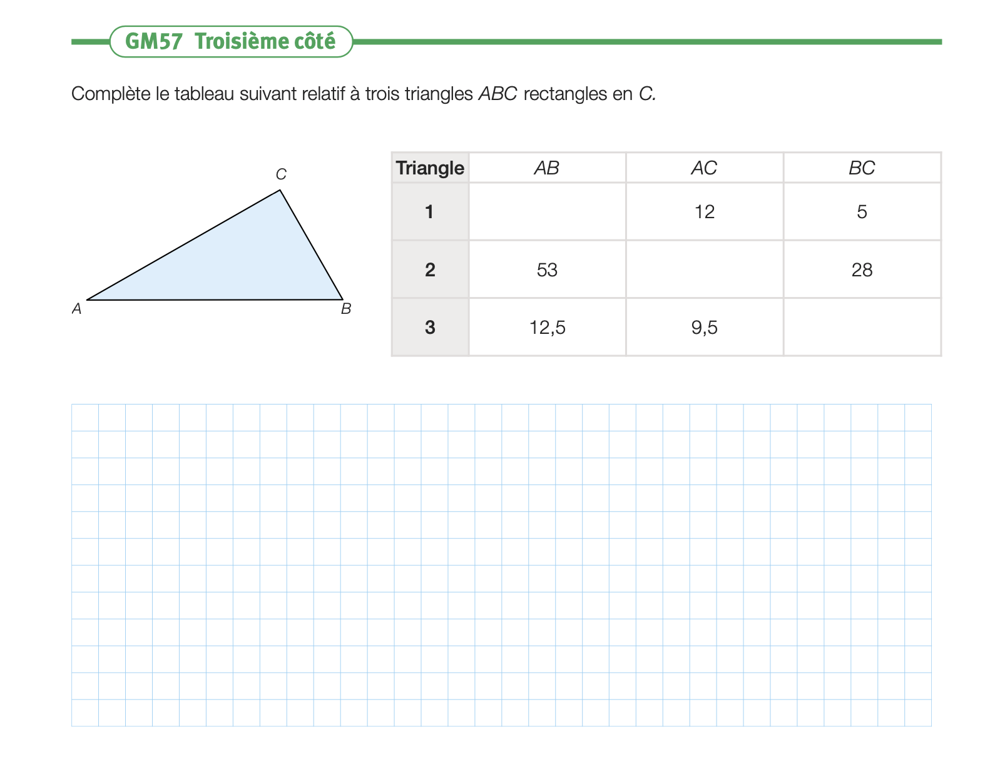 GM57 Troisième côté
Complète le tableau suivant relatif à trois triangles ABC rectangles en C.
C
A
B
Triangle AB AC BC
1 12 5
2 53 28
3 12,5 9,5